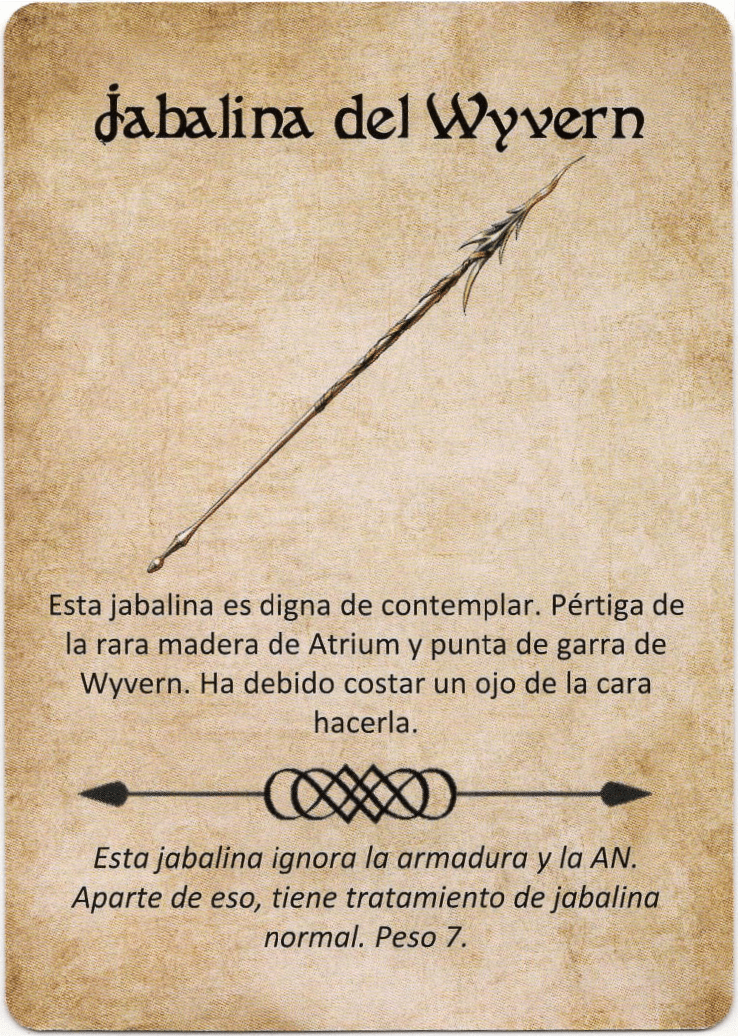 Jabalina del Wyvern
Esta jabalina es digna de contemplar. Pértiga de
la rara madera de Atrium y punta de garra de
Wyvern. Ha debido costar un ojo de la cara
hacerla.
Esta jabalina ignora la armadura y la AN.
Aparte de eso, tiene tratamiento de jabalina
normal. Peso 7.